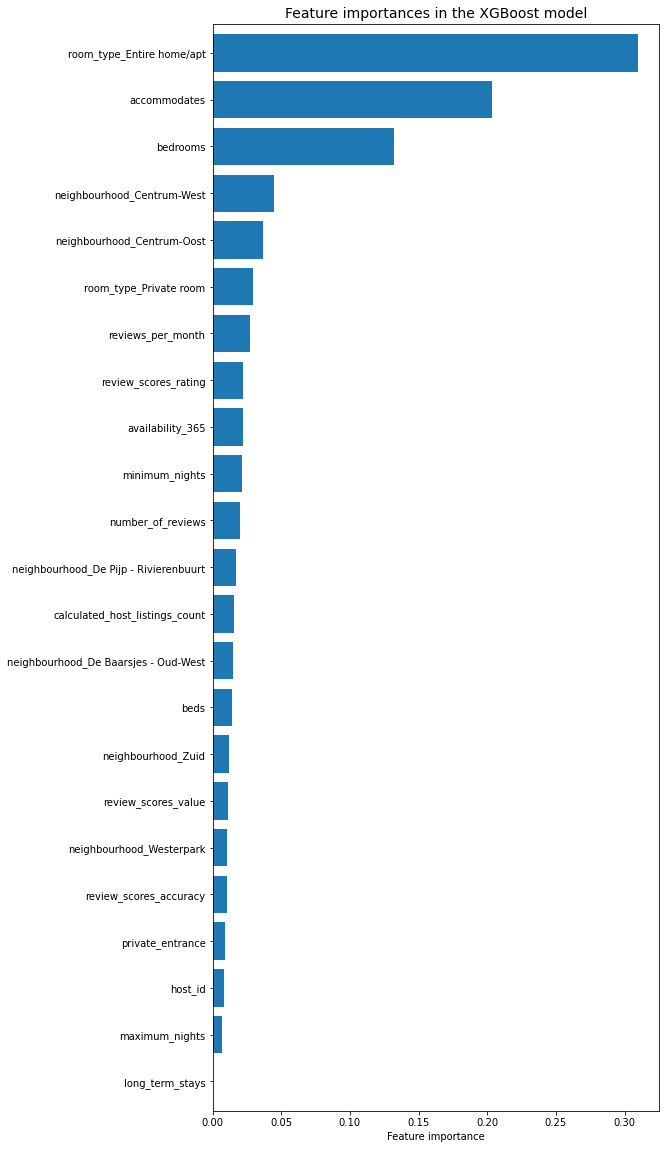 Feature importances in the XGBoost model
room_type_Entire home/apt
accommodates
bedrooms
neighbourhood_Centrum-West
neighbourhood_Centrum-Oost
room_type_Private room
reviews_per_month
review_scores_rating
availability_365
minimum_nights
number_of_reviews
neighbourhood_De Pijp - Rivierenbuurt
calculated_host_listings_count
neighbourhood_De Baarsjes - Oud-West
beds
neighbourhood_Zuid
review_scores_value
neighbourhood_Westerpark
review_scores_accuracy
private_entrance
host_id
maximum_nights
long_term_stays
0.00 0.05 0.10 0.15 0.20 0.25 0.30
Feature importance